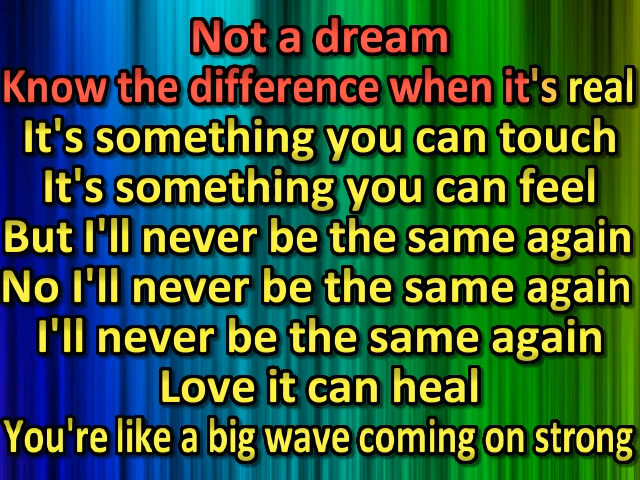 Not a dream
Know the difference when it's real
It's something you can touch
It's something you can feel
But I'll never be the same again
No I'll never be the same again
I'll never be the same again
Love it can heal
You're like a big wave coming on strong